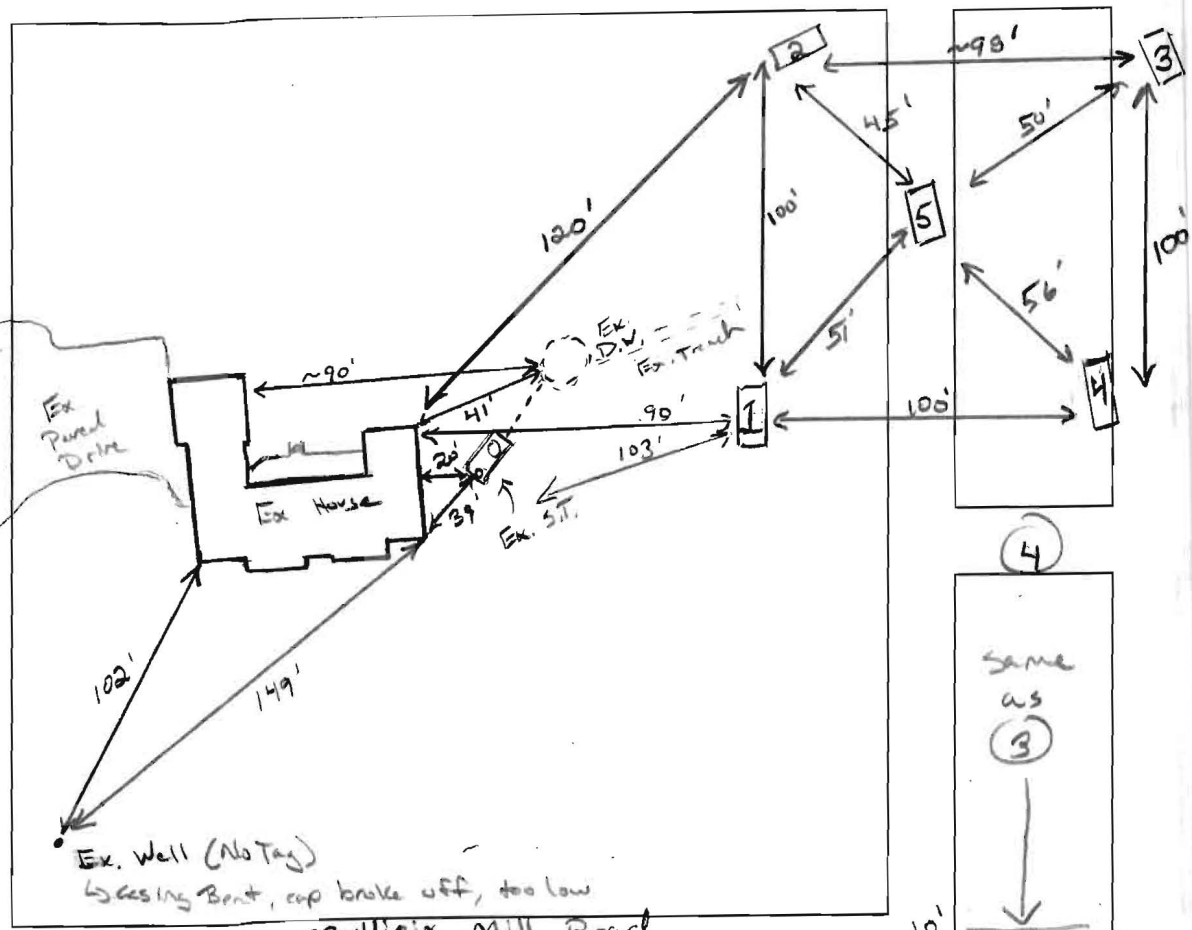 2
~98'
3
45'
50'
120'
100'
5
100'
51'
56'
Ex.
D.W.
Ex. Trench
~90'
41'
90'
1
100'
4
103'
20'
39'
Ex. S.T.
Ex
Paved
Drive
Ex House
4
102'
149'
Same
as
3
Ex. Well (No Tag)
↳ Casing Bent, cap broke off, too low
Mill Road
10'